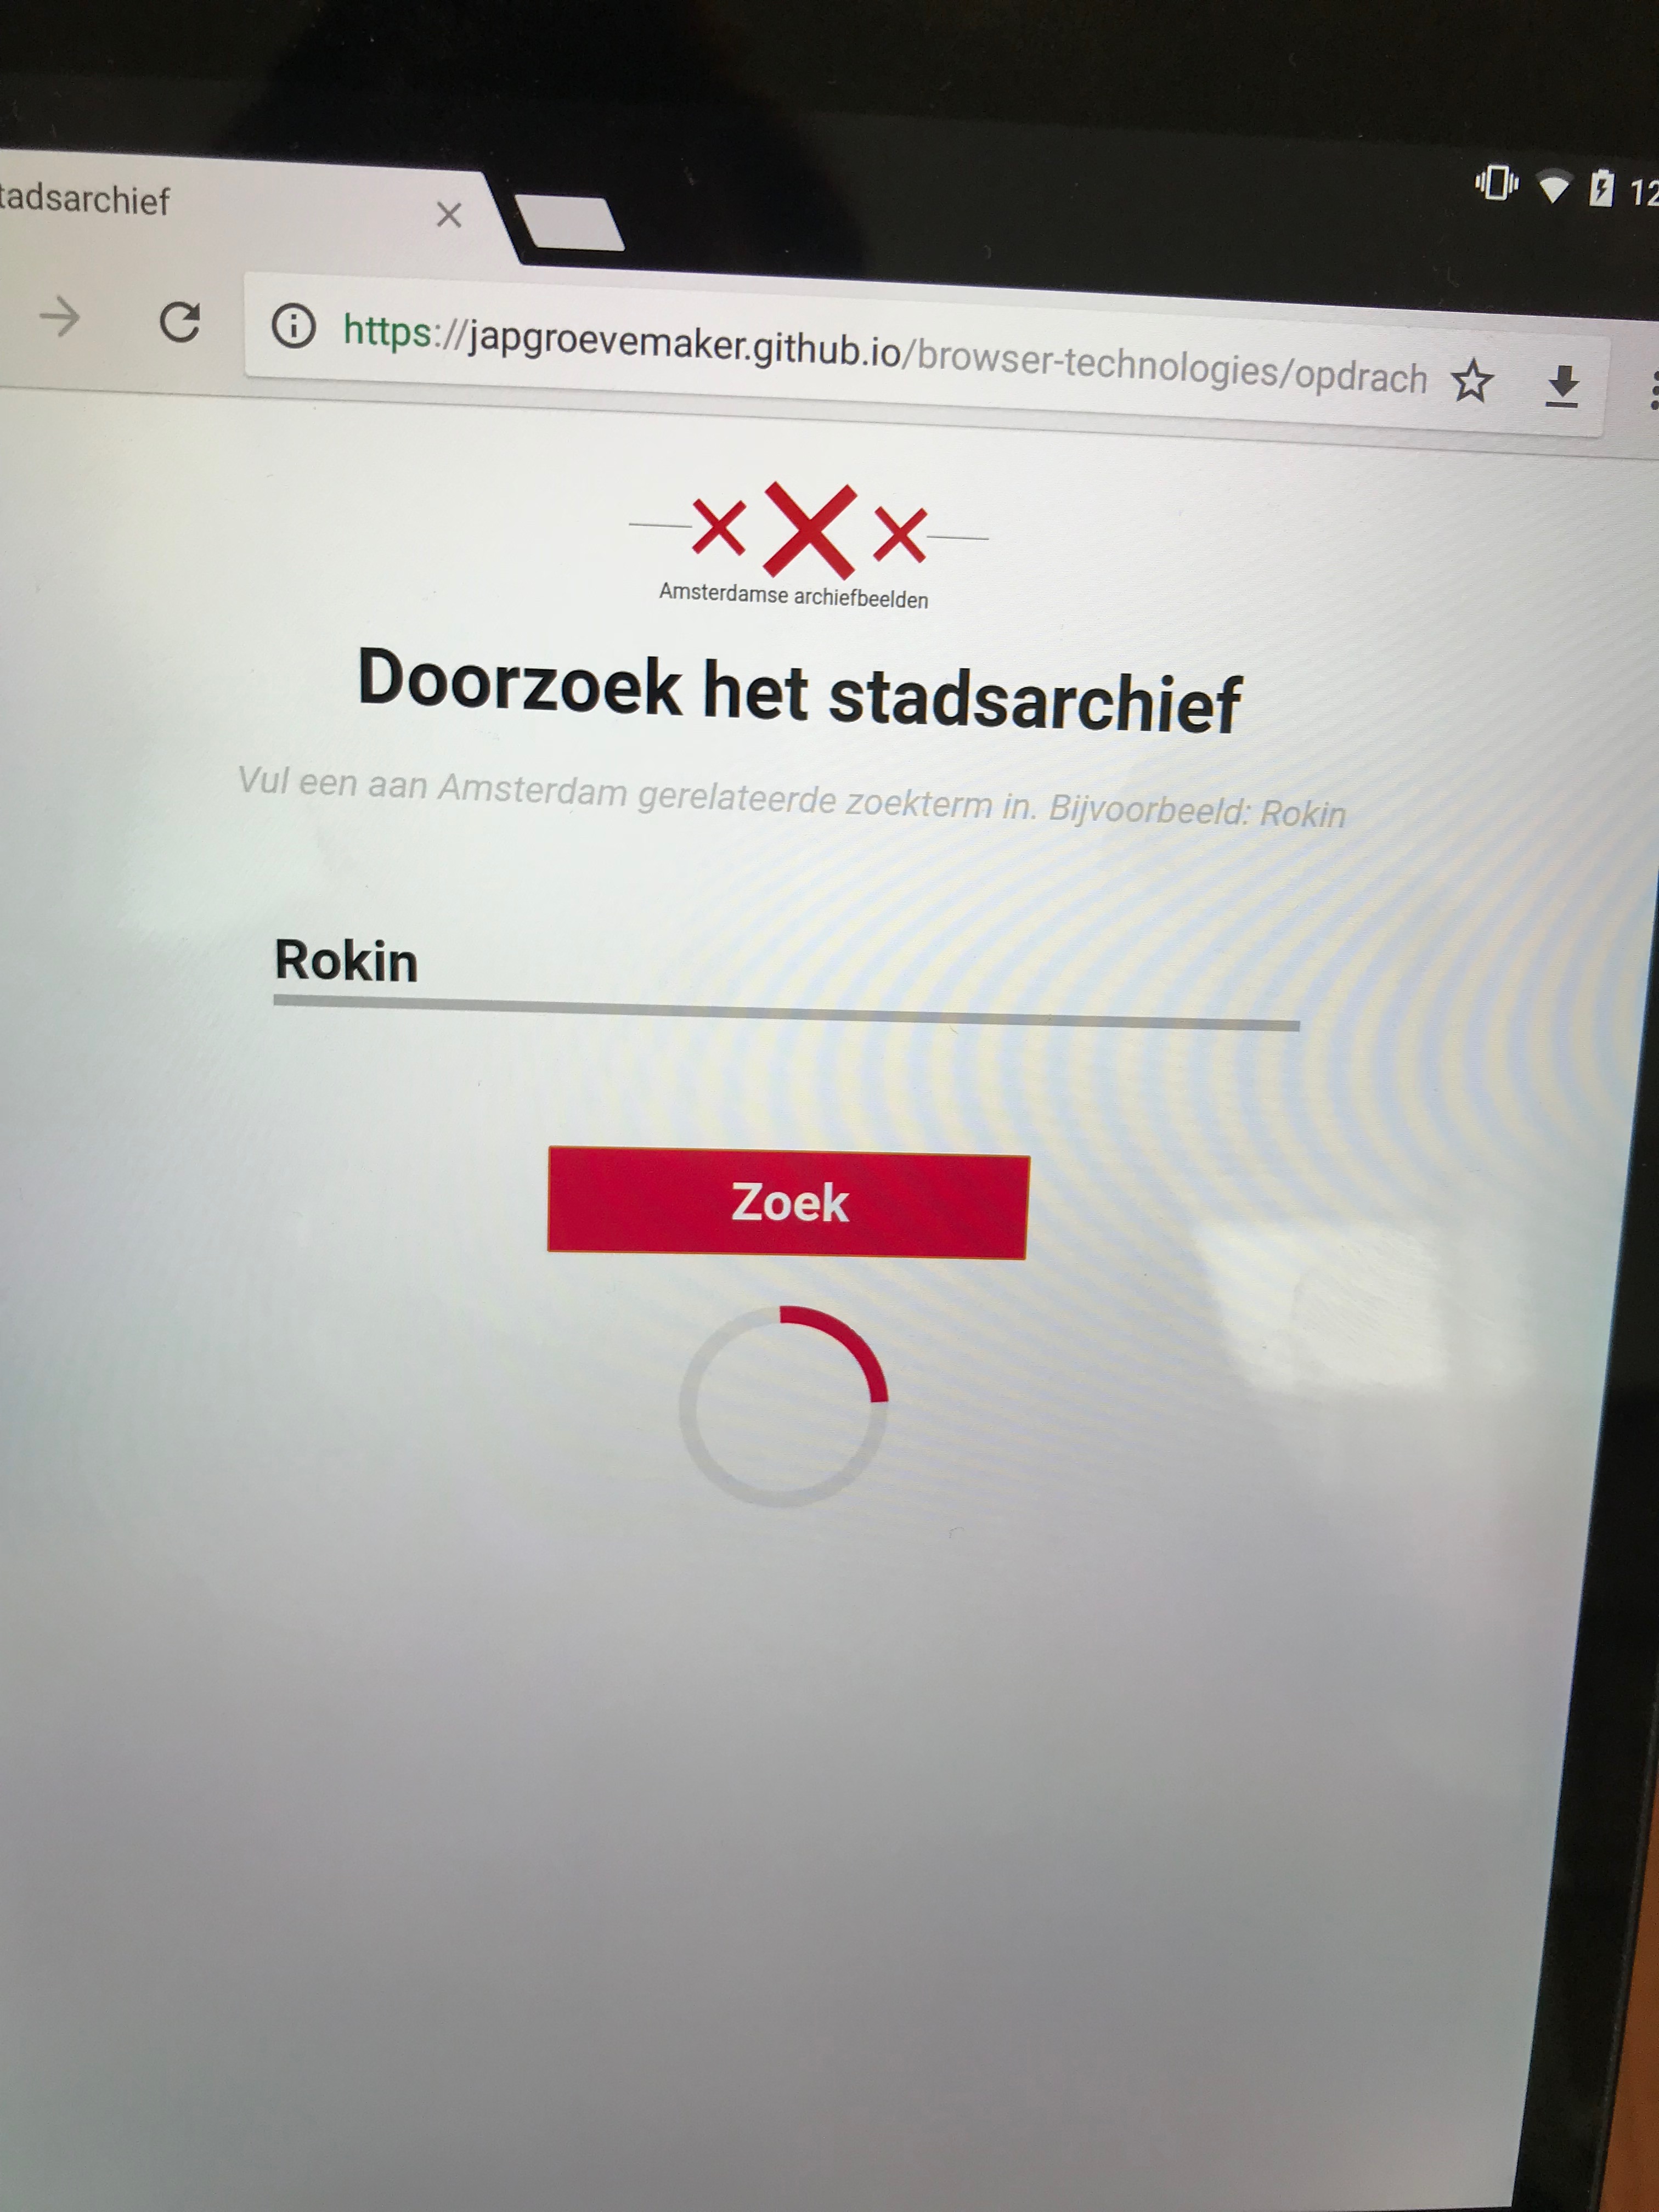 tadsarchief
12
https://japgroevemaker.github.io/browser-technologies/opdrach
xXx
Amsterdamse archiefbeelden
Doorzoek het stadsarchief
Vul een aan Amsterdam gerelateerde zoekterm in. Bijvoorbeeld: Rokin
Rokin
Zoek